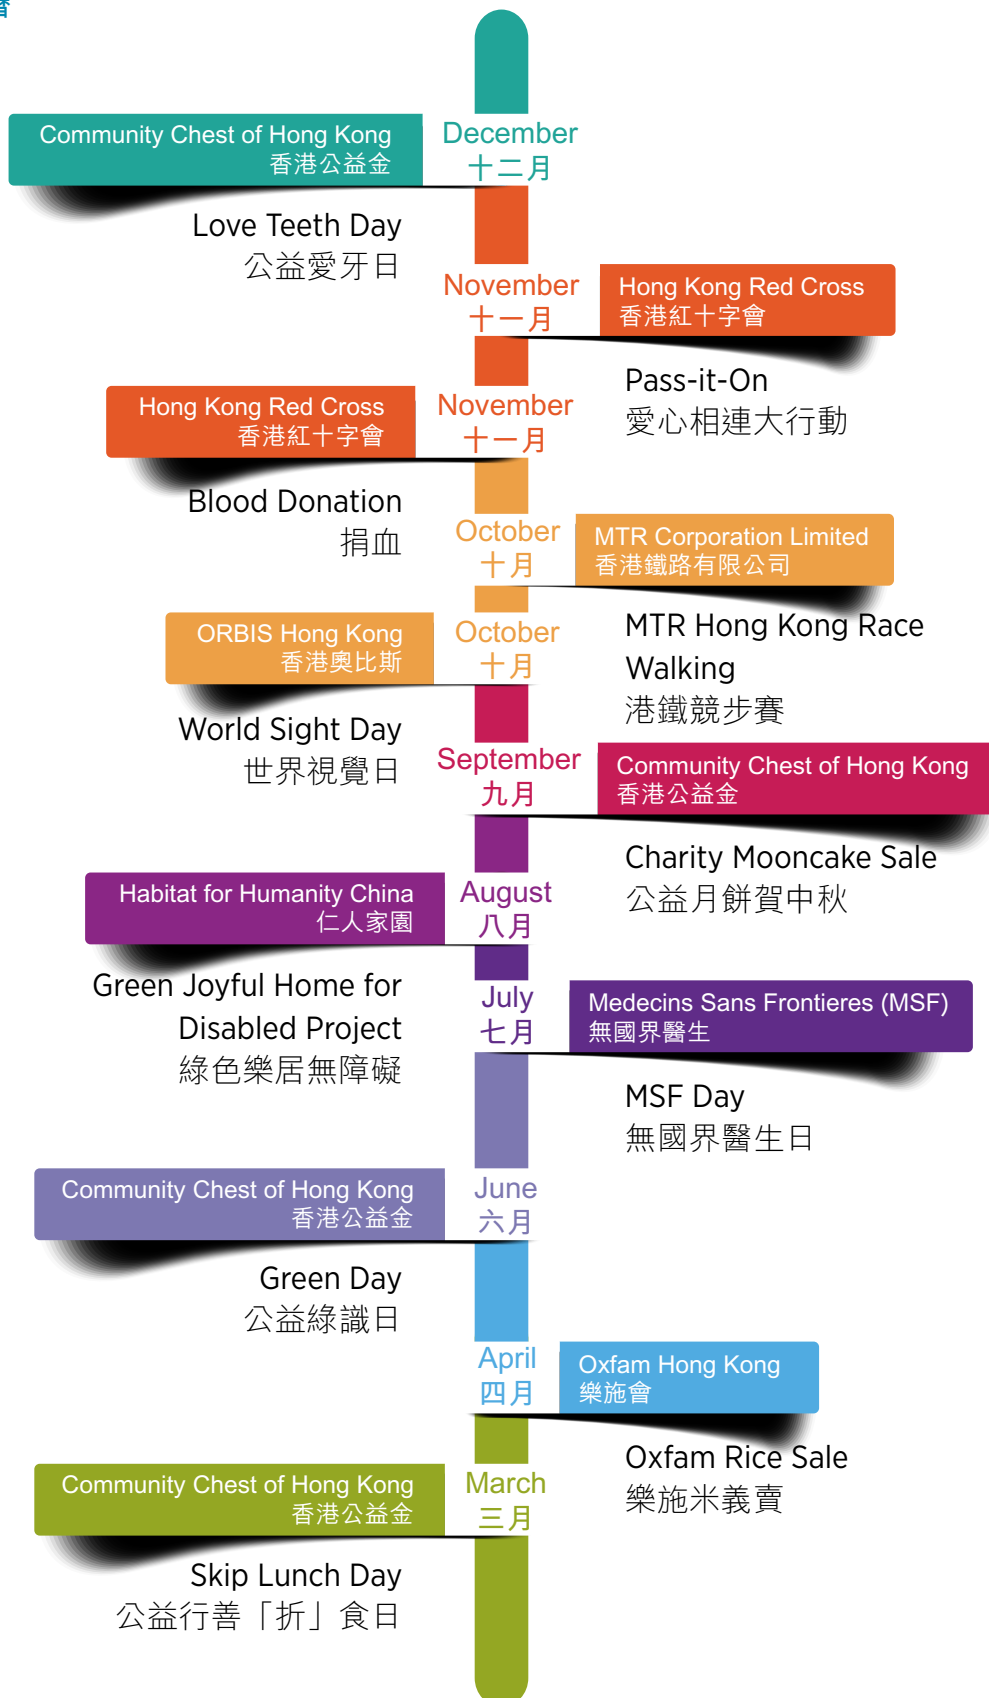 曆
Community Chest of Hong Kong
香港公益金
December
十二月
Love Teeth Day
公益愛牙日
November
十一月
Hong Kong Red Cross
香港紅十字會
Pass-it-On
愛心相連大行動
Hong Kong Red Cross
香港紅十字會
November
十一月
Blood Donation
捐血
October
十月
MTR Corporation Limited
香港鐵路有限公司
MTR Hong Kong Race
Walking
港鐵競步賽
ORBIS Hong Kong
香港奧比斯
October
十月
World Sight Day
世界視覺日
September
九月
Community Chest of Hong Kong
香港公益金
Charity Mooncake Sale
公益月餅賀中秋
Habitat for Humanity China
仁人家園
August
八月
Green Joyful Home for
Disabled Project
綠色樂居無障礙
July
七月
Medecins Sans Frontieres (MSF)
無國界醫生
MSF Day
無國界醫生日
Community Chest of Hong Kong
香港公益金
June
六月
Green Day
公益綠識日
April
四月
Oxfam Hong Kong
樂施會
Oxfam Rice Sale
樂施米義賣
Community Chest of Hong Kong
香港公益金
March
三月
Skip Lunch Day
公益行善「折」食日